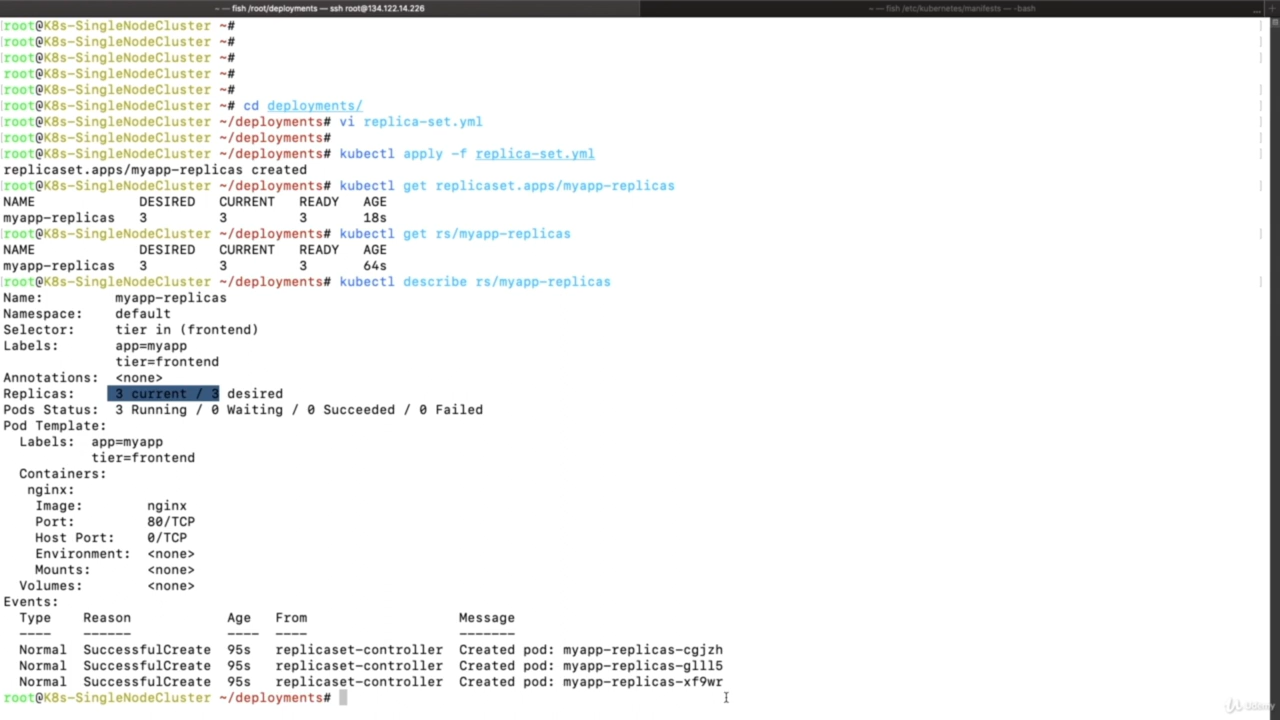 — fish /root/deployments — ssh root@134.122.14.226
— fish /etc/kubernetes/manifests — -bash
root@K8s-SingleNodeCluster ~#
root@K8s-SingleNodeCluster ~#
root@K8s-SingleNodeCluster ~#
root@K8s-SingleNodeCluster ~#
root@K8s-SingleNodeCluster ~#
root@K8s-SingleNodeCluster ~# cd deployments/
root@K8s-SingleNodeCluster ~/deployments# vi replica-set.yml
root@K8s-SingleNodeCluster ~/deployments#
root@K8s-SingleNodeCluster ~/deployments# kubectl apply -f replica-set.yml
replicaset.apps/myapp-replicas created
root@K8s-SingleNodeCluster ~/deployments# kubectl get replicaset.apps/myapp-replicas
NAME DESIRED CURRENT READY AGE
myapp-replicas 3 3 3 18s
root@K8s-SingleNodeCluster ~/deployments# kubectl get rs/myapp-replicas
NAME DESIRED CURRENT READY AGE
myapp-replicas 3 3 3 64s
root@K8s-SingleNodeCluster ~/deployments# kubectl describe rs/myapp-replicas
Name: myapp-replicas
Namespace: default
Selector: tier in (frontend)
Labels: app=myapp
tier=frontend
Annotations: <none>
Replicas: 3 current / 3 desired
Pods Status: 3 Running / 0 Waiting / 0 Succeeded / 0 Failed
Pod Template:
Labels: app=myapp
tier=frontend
Containers:
nginx:
Image: nginx
Port: 80/TCP
Host Port: 0/TCP
Environment: <none>
Mounts: <none>
Volumes: <none>
Events:
Type Reason Age From Message
---- ------ ---- ---- -------
Normal SuccessfulCreate 95s replicaset-controller Created pod: myapp-replicas-cgjzh
Normal SuccessfulCreate 95s replicaset-controller Created pod: myapp-replicas-glll5
Normal SuccessfulCreate 95s replicaset-controller Created pod: myapp-replicas-xf9wr
root@K8s-SingleNodeCluster ~/deployments#
Udemy